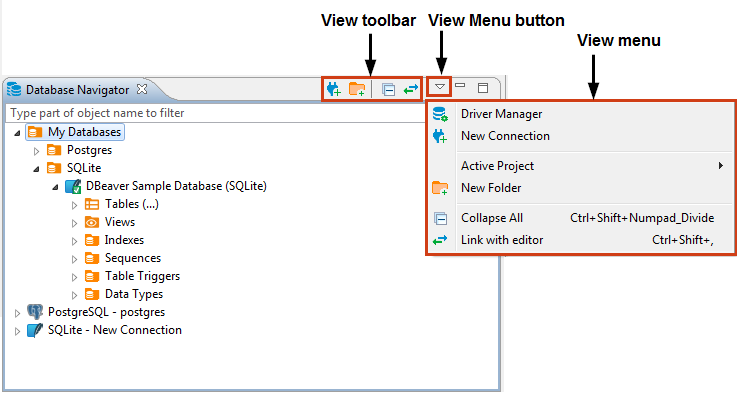 View toolbar
View Menu button
View menu
Database Navigator
Type part of object name to filter
My Databases
Postgres
SQLite
DBeaver Sample Database (SQLite)
Tables (...)
Views
Indexes
Sequences
Table Triggers
Data Types
PostgreSQL - postgres
SQLite - New Connection
Driver Manager
New Connection
Active Project
New Folder
Collapse All Ctrl+Shift+Numpad_Divide
Link with editor Ctrl+Shift+,